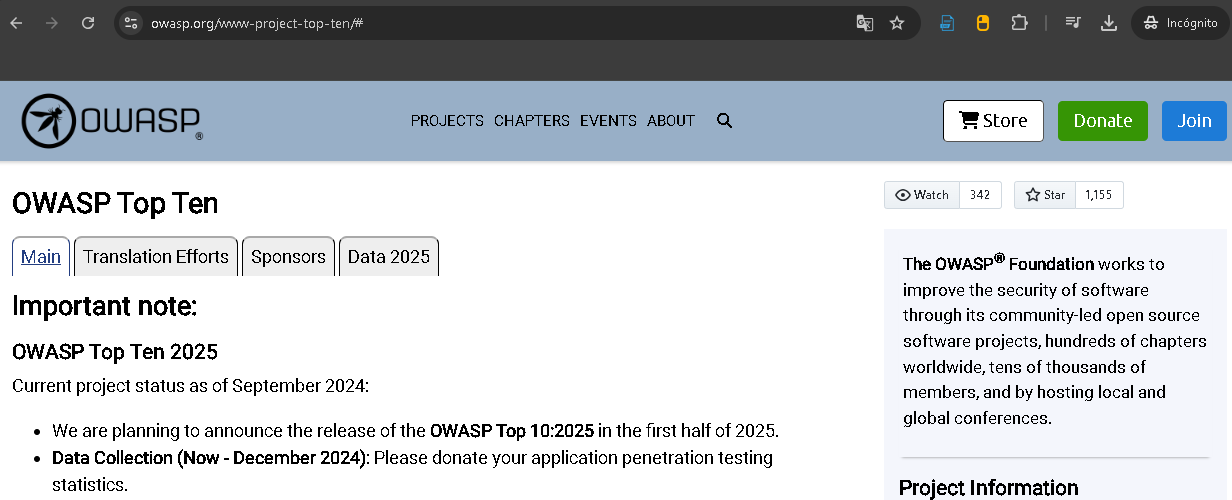 owasp.org/www-project-top-ten/#
Incógnito
OWASP®
PROJECTS CHAPTERS EVENTS ABOUT
Store
Donate
Join
OWASP Top Ten
Main
Translation Efforts
Sponsors
Data 2025
Important note:
OWASP Top Ten 2025
Current project status as of September 2024:
• We are planning to announce the release of the OWASP Top 10:2025 in the first half of 2025.
• Data Collection (Now - December 2024): Please donate your application penetration testing
statistics.
Watch 342
Star 1,155
The OWASP® Foundation works to
improve the security of software
through its community-led open source
software projects, hundreds of chapters
worldwide, tens of thousands of
members, and by hosting local and
global conferences.
Project Information